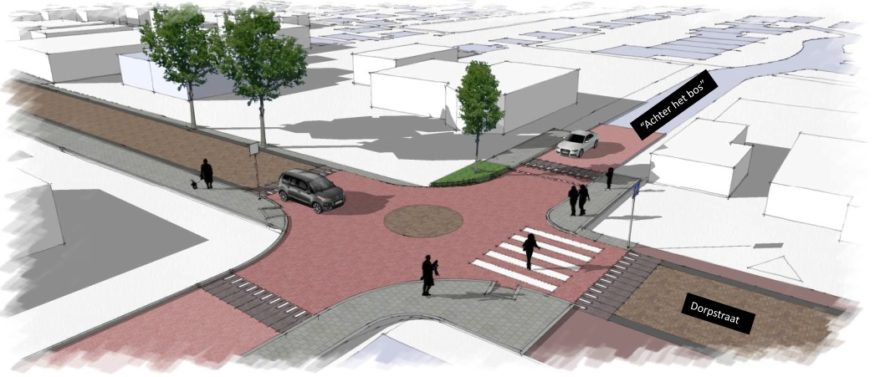 "Achter het bos"
Dorpstraat